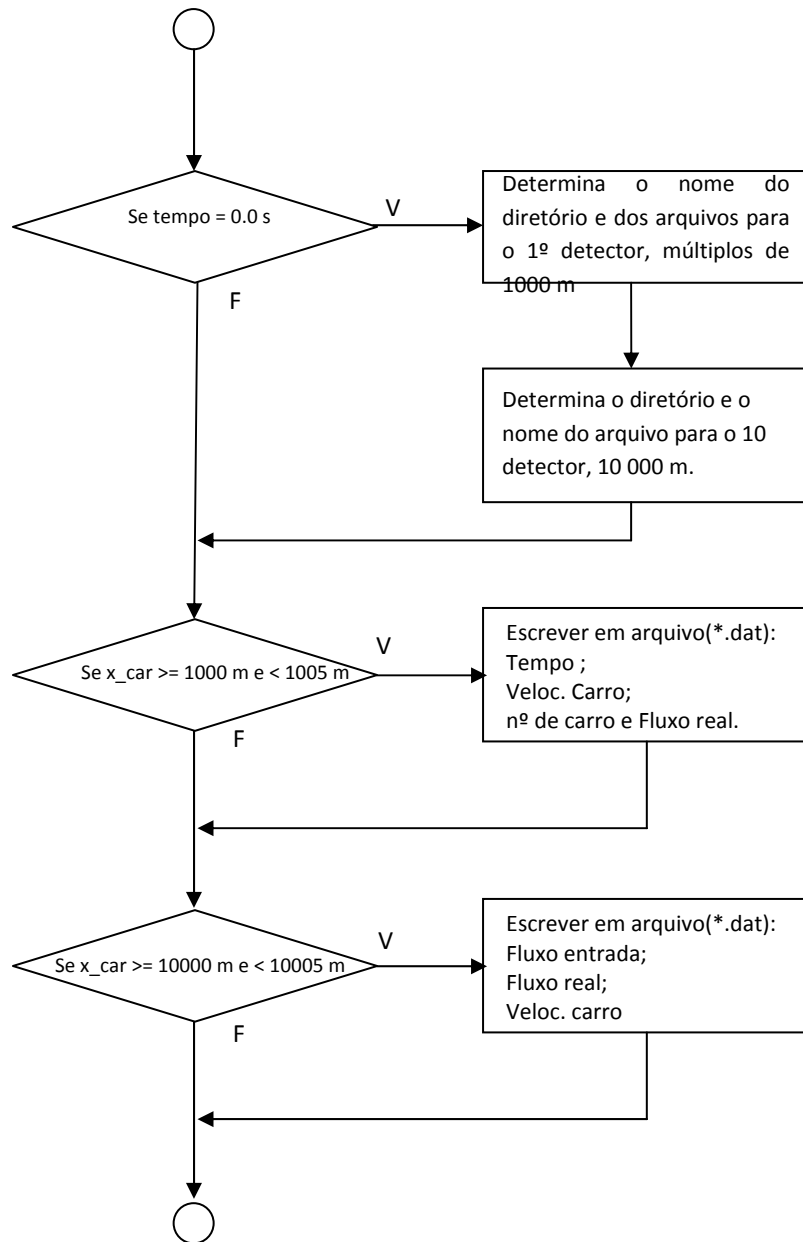 Se tempo = 0.0 s
V
Determina o nome do
diretório e dos arquivos para
o 1º detector, múltiplos de
1000 m
F
Determina o diretório e o
nome do arquivo para o 10
detector, 10 000 m.
Se x_car >= 1000 m e < 1005 m
V
Escrever em arquivo(*.dat):
Tempo ;
Veloc. Carro;
nº de carro e Fluxo real.
F
Se x_car >= 10000 m e < 10005 m
V
Escrever em arquivo(*.dat):
Fluxo entrada;
Fluxo real;
Veloc. carro
F